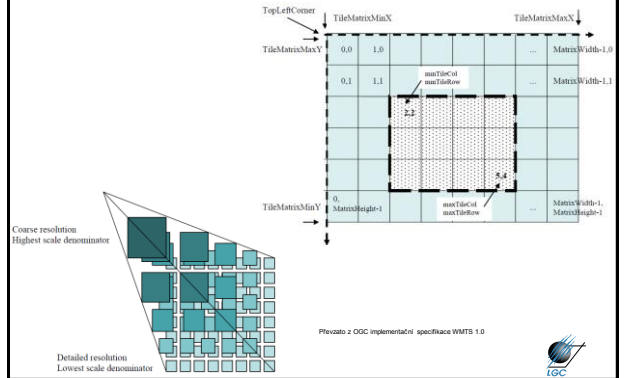 TopLeftCorner
TileMatrixMinX
TileMatrixMaxX
TileMatrixMaxY
0,0 1,0 ... MatrixWidth-1,0
0,1 1,1 ... MatrixWidth-1,1
minTileCol
minTileRow
2,2
5,4
maxTileCol
maxTileRow
TileMatrixMinY
0,
MatrixHeight-1
...
MatrixWidth-1,
MatrixHeight-1
Coarse resolution
Highest scale denominator
Detailed resolution
Lowest scale denominator
Převzato z OGC implementační specifikace WMTS 1.0
LGC